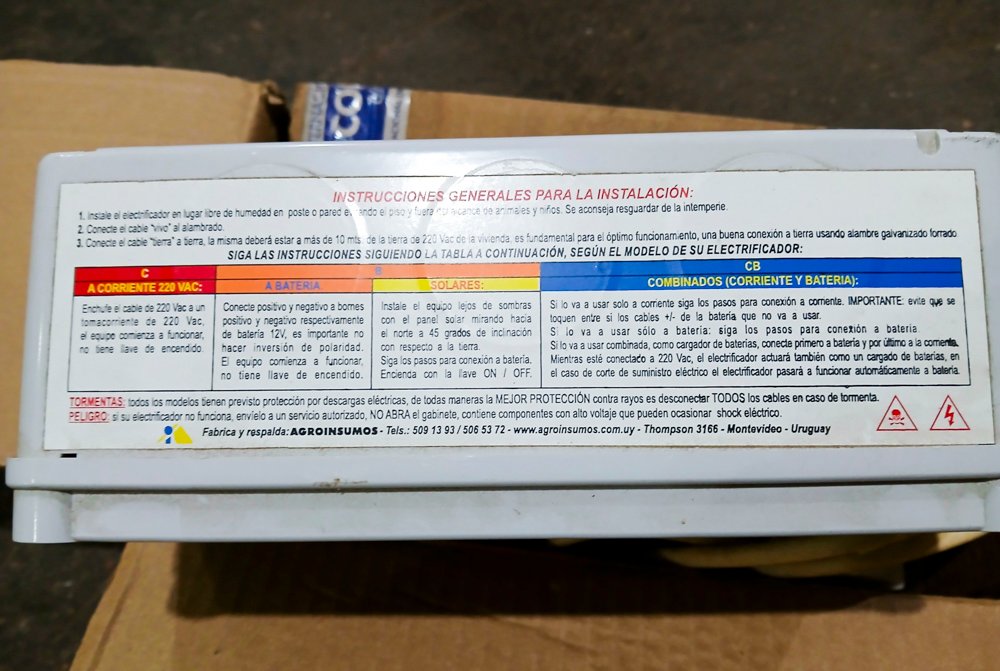 CO
INSTRUCCIONES GENERALES PARA LA INSTALACIÓN:
1. Instale el electrificador en lugar libre de humedad en poste o pared evitando el piso y fuera del alcance de animales y niños. Se aconseja resguardar de la intemperie.
2. Conecte el cable "vivo" al alambrado.
3. Conecte el cable "tierra" a tierra, la misma deberá estar a más de 10 mts. de la tierra de 220 Vac de la vivienda, es fundamental para el óptimo funcionamiento, una buena conexión a tierra usando alambre galvanizado forrado
SIGA LAS INSTRUCCIONES SIGUIENDO LA TABLA A CONTINUACIÓN, SEGÚN EL MODELO DE SU ELECTRIFICADOR:
C
A CORRIENTE 220 VAC:
Enchufe el cable de 220 Vac a un
tomacorriente de 220 Vac,
el equipo comienza a funcionar,
no tiene llave de encendido.
B
A BATERIA:
Conecte positivo y negativo a bornes
positivo y negativo respectivamente
de batería 12V, es importante no
hacer inversión de polaridad.
El equipo comienza a funcionar,
no tiene llave de encendido.
SOLARES:
Instale el equipo lejos de sombras
con el panel solar mirando hacia
el norte a 45 grados de inclinación
con respecto a la tierra.
Siga los pasos para conexión a batería.
Encienda con la llave ON / OFF.
CB
COMBINADOS (CORRIENTE Y BATERIA):
Si lo va a usar solo a corriente siga los pasos para conexión a corriente. IMPORTANTE: evite que se
toquen entre si los cables +/- de la batería que no va a usar.
Si lo va a usar sólo a batería: siga los pasos para conexión a batería.
Si lo va a usar combinada, como cargador de baterías, conecte primero a batería y por último a la corriente.
Mientras esté conectado a 220 Vac, el electrificador actuará también como un cargado de baterías, en
el caso de corte de suministro eléctrico el electrificador pasará a funcionar automáticamente a batería.
TORMENTAS: todos los modelos tienen previsto protección por descargas eléctricas, de todas maneras la MEJOR PROTECCIÓN contra rayos es desconectar TODOS los cables en caso de tormenta.
PELIGRO: si su electrificador no funciona, envíelo a un servicio autorizado, NO ABRA el gabinete, contiene componentes con alto voltaje que pueden ocasionar shock eléctrico.
Fabrica y respalda: AGROINSUMOS - Tels.: 509 13 93 / 506 53 72 - www.agroinsumos.com.uy - Thompson 3166 - Montevideo - Uruguay